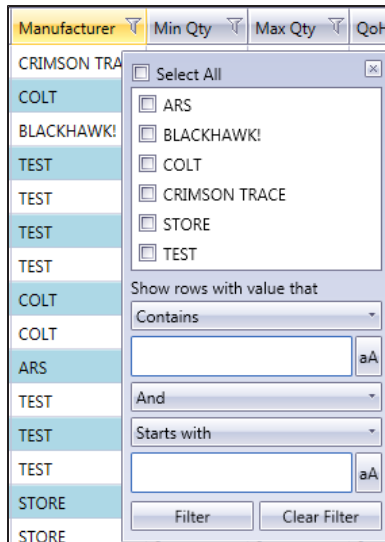 Manufacturer Min Qty Max Qty QoH
CRIMSON TRA
Select All
COLT
ARS
BLACKHAWK!
BLACKHAWK!
COLT
TEST
CRIMSON TRACE
TEST
STORE
TEST
TEST
TEST
Show rows with value that
COLT
Contains
COLT
aA
ARS
TEST
And
TEST
Starts with
TEST
aA
STORE
Filter Clear Filter
STORE